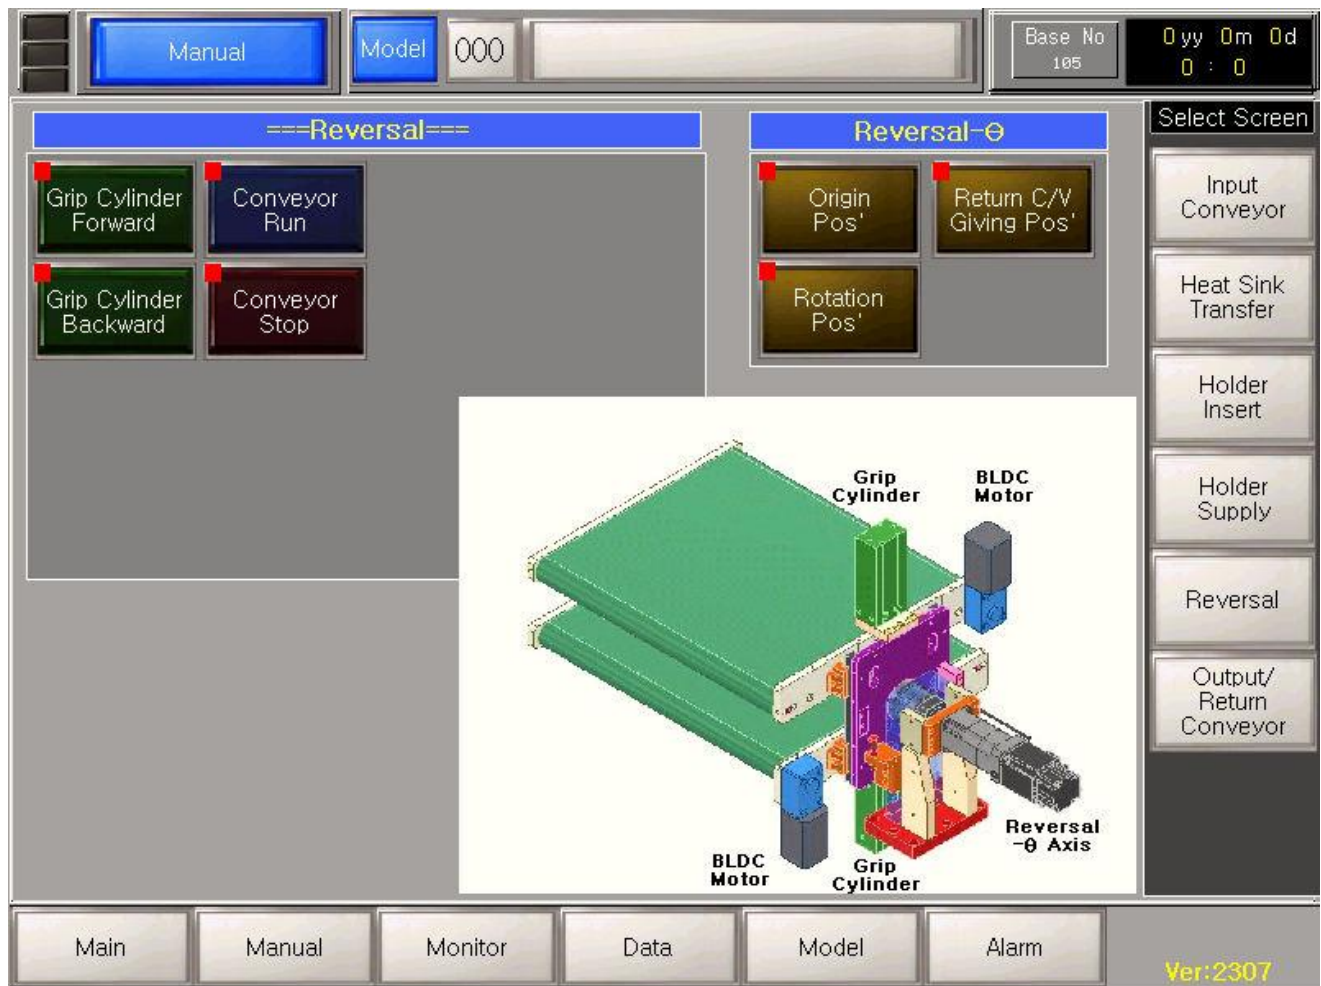 Manual
Model
000
Base No
105
0 yy 0m 0d
0 : 0
===Reversal===
Reversal-Θ
Select Screen
Grip Cylinder
Forward
Conveyor
Run
Origin
Pos'
Return C/V
Giving Pos'
Input
Conveyor
Grip Cylinder
Backward
Conveyor
Stop
Rotation
Pos'
Heat Sink
Transfer
Holder
Insert
Holder
Supply
Reversal
Output/
Return
Conveyor
Grip
Cylinder
BLDC
Motor
Reversal
-Θ Axis
BLDC
Motor
Grip
Cylinder
Main
Manual
Monitor
Data
Model
Alarm
Ver:2307